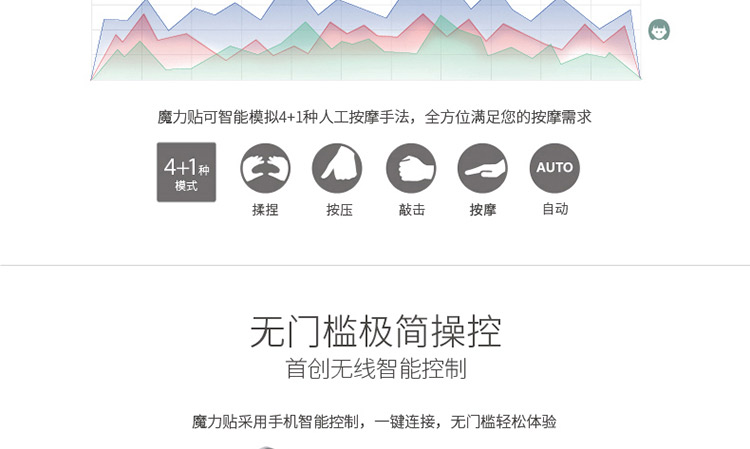 魔力贴可智能模拟4+1种人工按摩手法，全方位满足您的按摩需求
4+1种
模式
AUTO
揉捏 按压 敲击 按摩 自动
无门槛极简操控
首创无线智能控制
魔力贴采用手机智能控制，一键连接，无门槛轻松体验